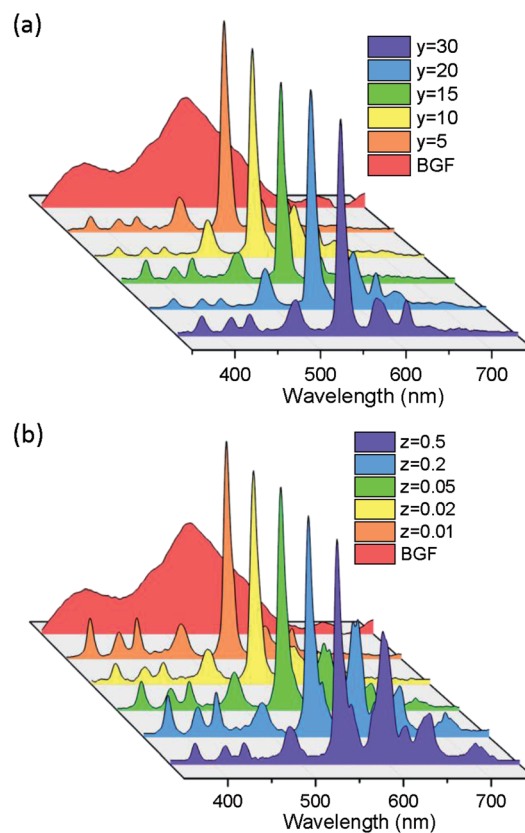 (a)
y=30
y=20
y=15
y=10
y=5
BGF
400 500 600 700
Wavelength (nm)
(b)
z=0.5
z=0.2
z=0.05
z=0.02
z=0.01
BGF
400 500 600 700
Wavelength (nm)